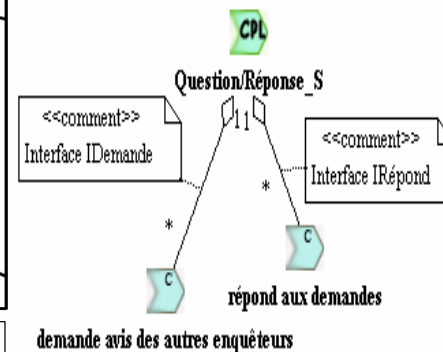 CPL
Question/Réponse_S
<<comment>>
Interface IDemande
1 1
<<comment>>
Interface IRépond
*
*
C
C
répond aux demandes
demande avis des autres enquêteurs